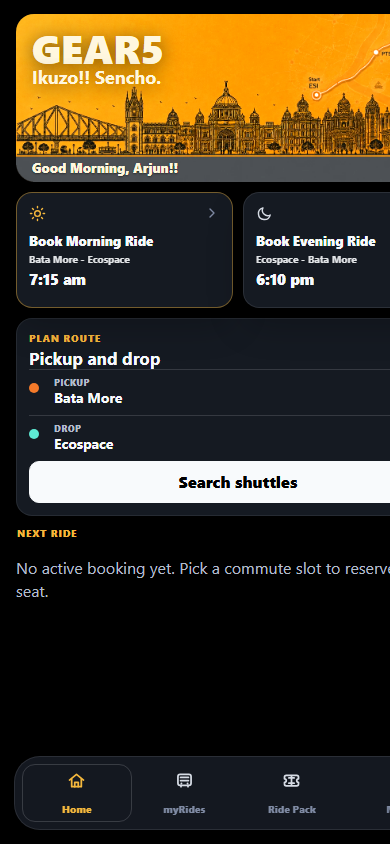 GEAR5
Ikuzo!! Sencho.
Start
ESI
Good Morning, Arjun!!
Book Morning Ride
Bata More - Ecospace
7:15 am
Book Evening Ride
Ecospace - Bata More
6:10 pm
PLAN ROUTE
Pickup and drop
PICKUP
Bata More
DROP
Ecospace
Search shuttles
NEXT RIDE
No active booking yet. Pick a commute slot to reserve
seat.
Home
myRides
Ride Pack